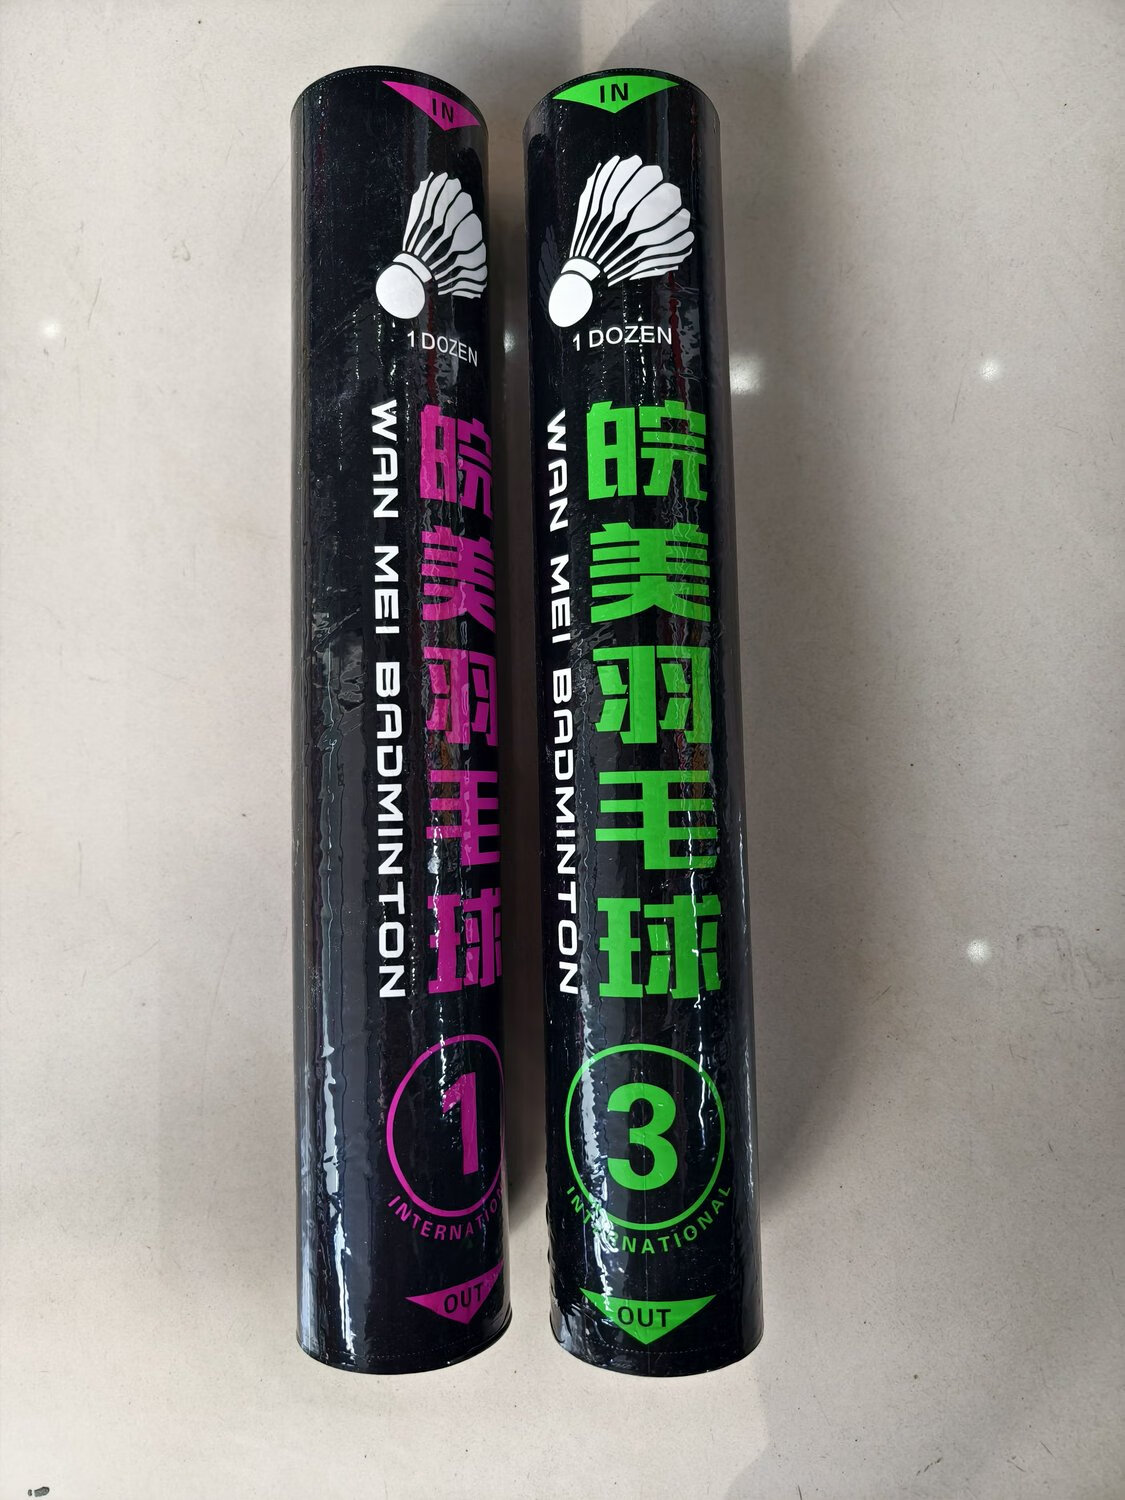 IN
1 DOZEN
WAN MEI BADMINTON
皖美羽毛球
1
INTERNATIO
OUT
IN
1 DOZEN
WAN MEI BADMINTON
皖美羽毛球
3
INTERNATIONAL
OUT